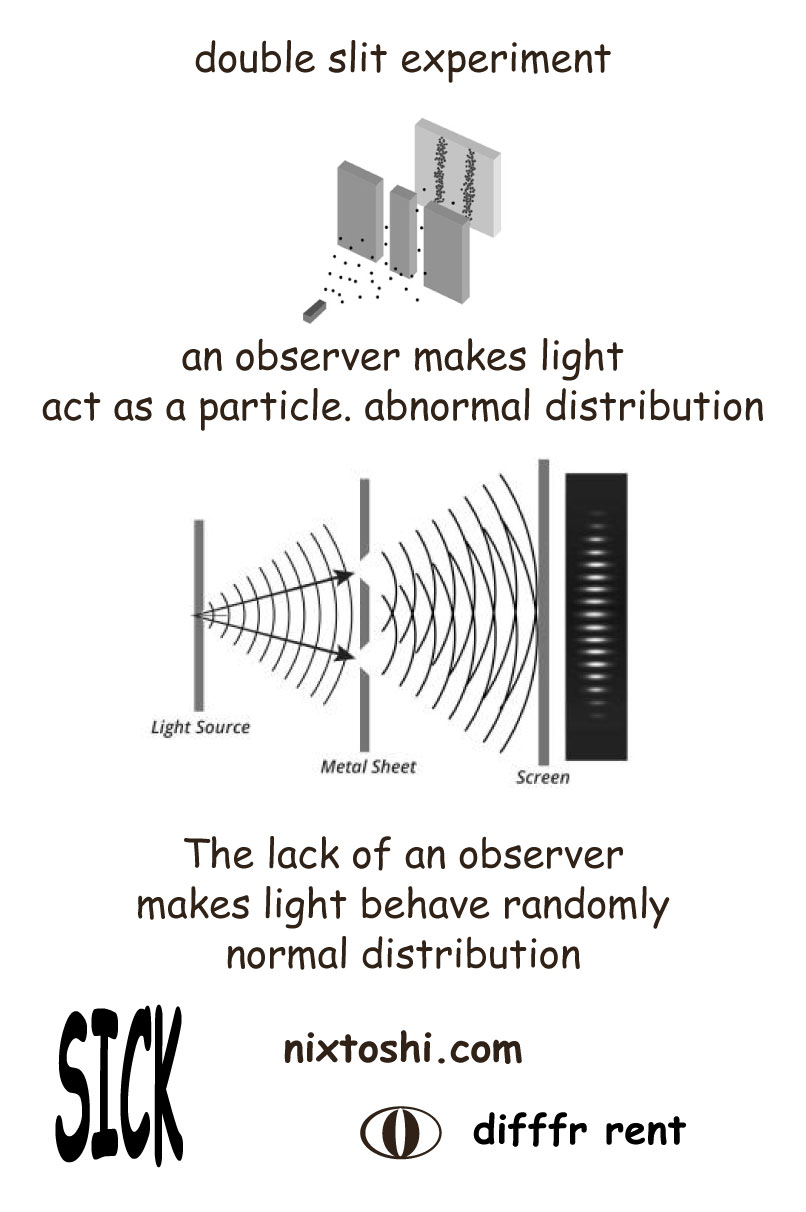 double slit experiment
an observer makes light
act as a particle. abnormal distribution
Light Source
Metal Sheet
Screen
The lack of an observer
makes light behave randomly
normal distribution
SICK
nixtoshi.com
difffr rent